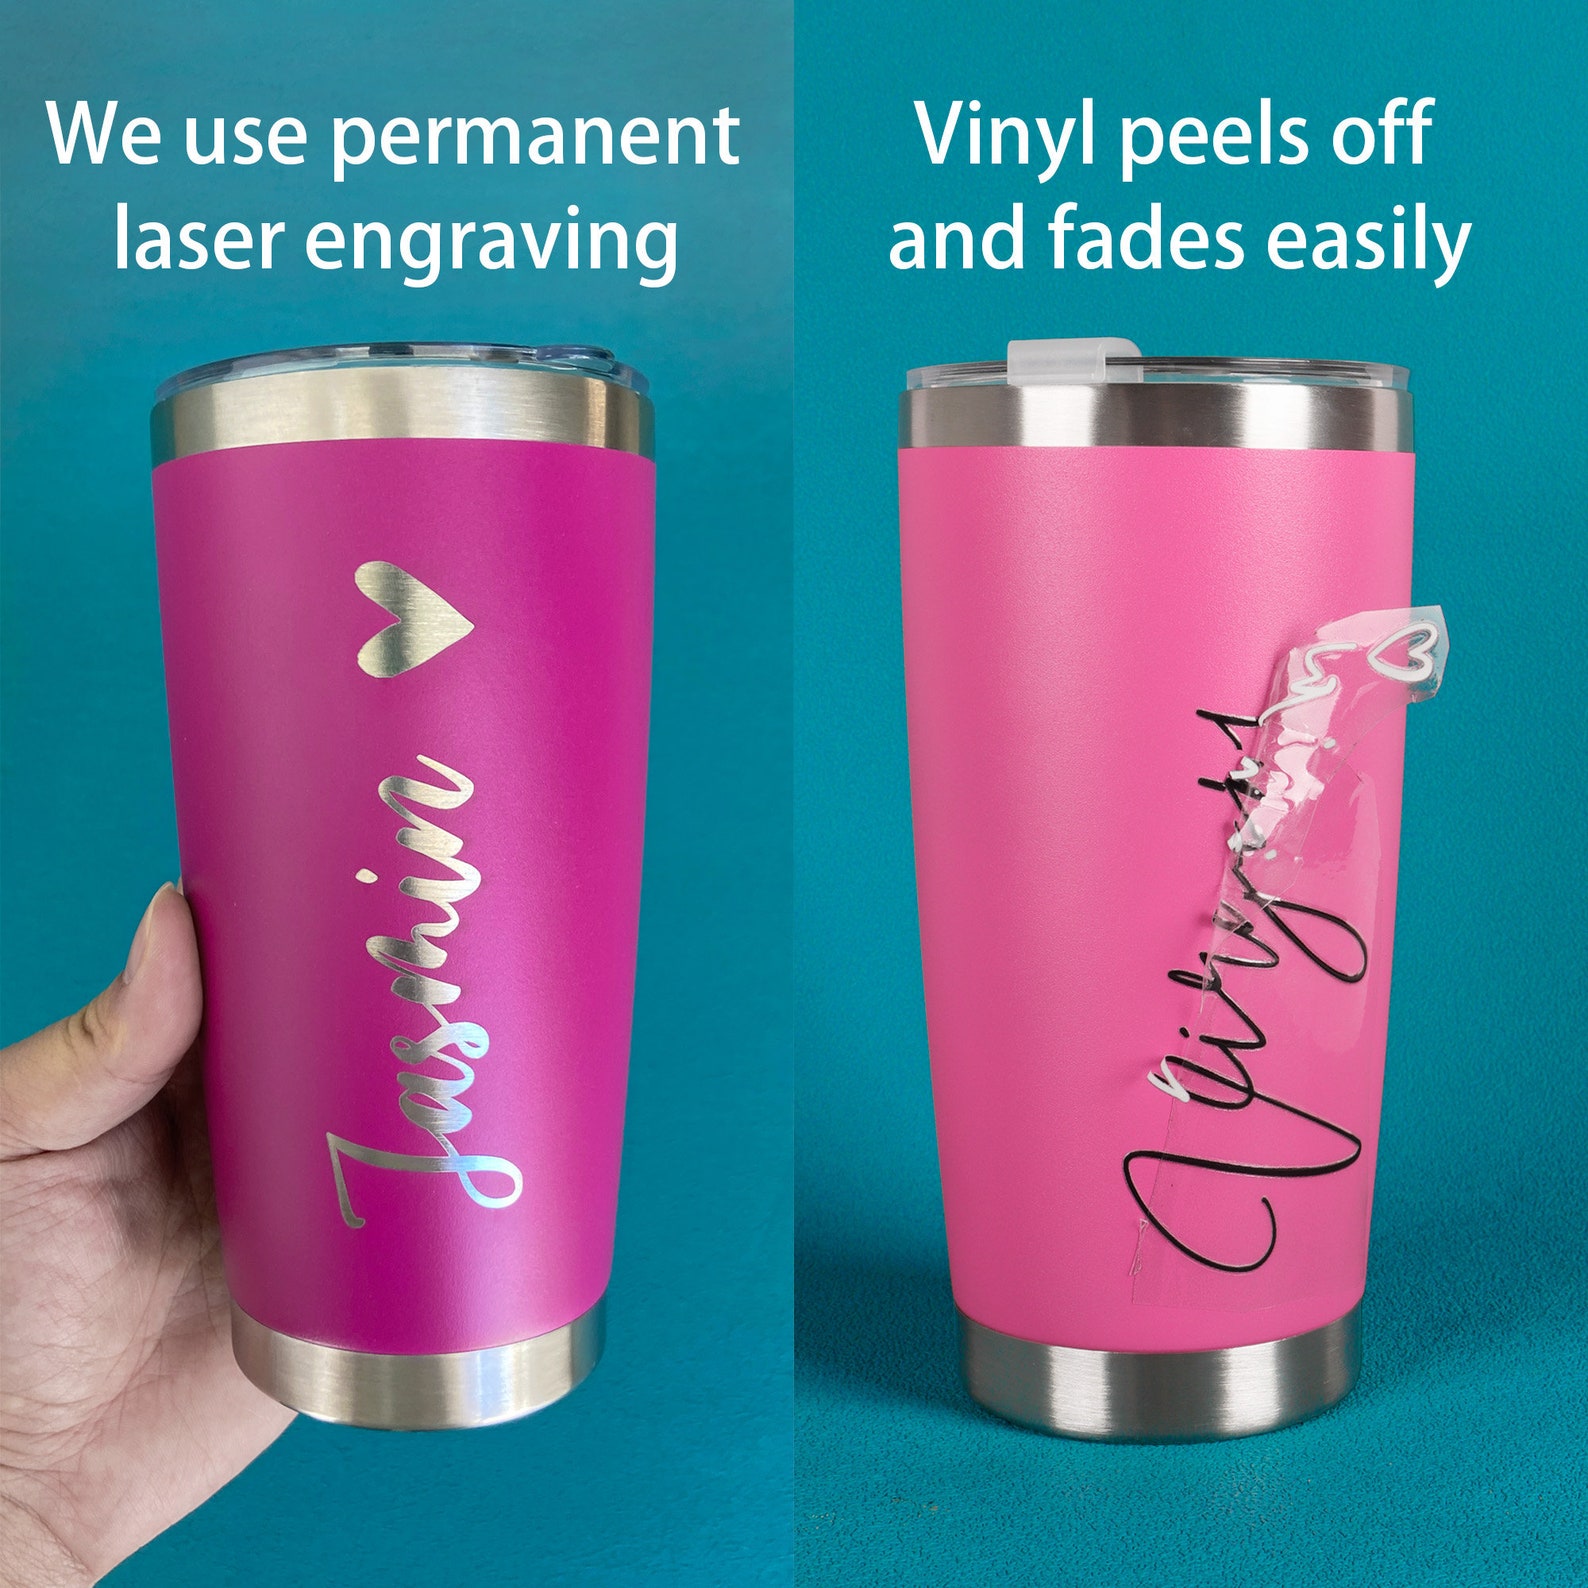 We use permanent
laser engraving
Vinyl peels off
and fades easily
Jasmin